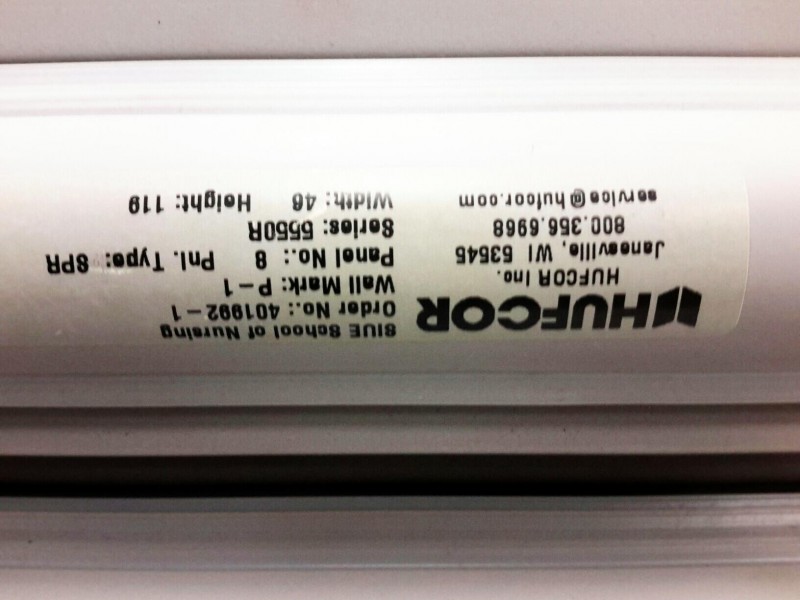 HUFCOR
HUFCOR Inc.
Janesville, WI 53545
800.356.6968
service@hufcor.com
SIUE School of Nursing
Order No.: 401992-1
Wall Mark: P-1
Panel No.: 8 Pnl. Type: SPR
Series: 5550R
Width: 46 Height: 119